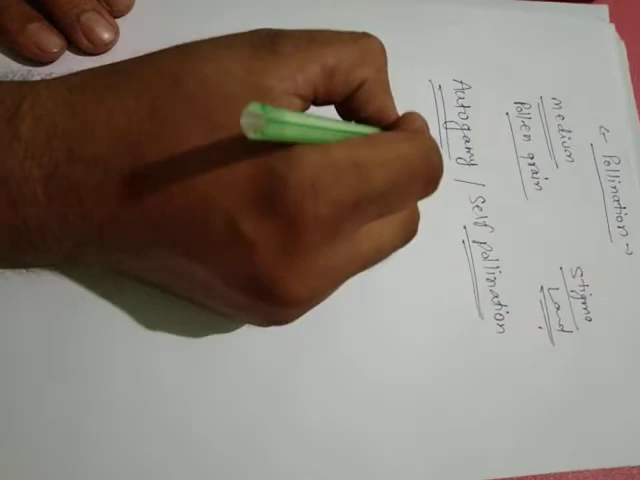 G- Pollination →
medium Stigma
Pollen grain Land
Autogamy / Self pollination